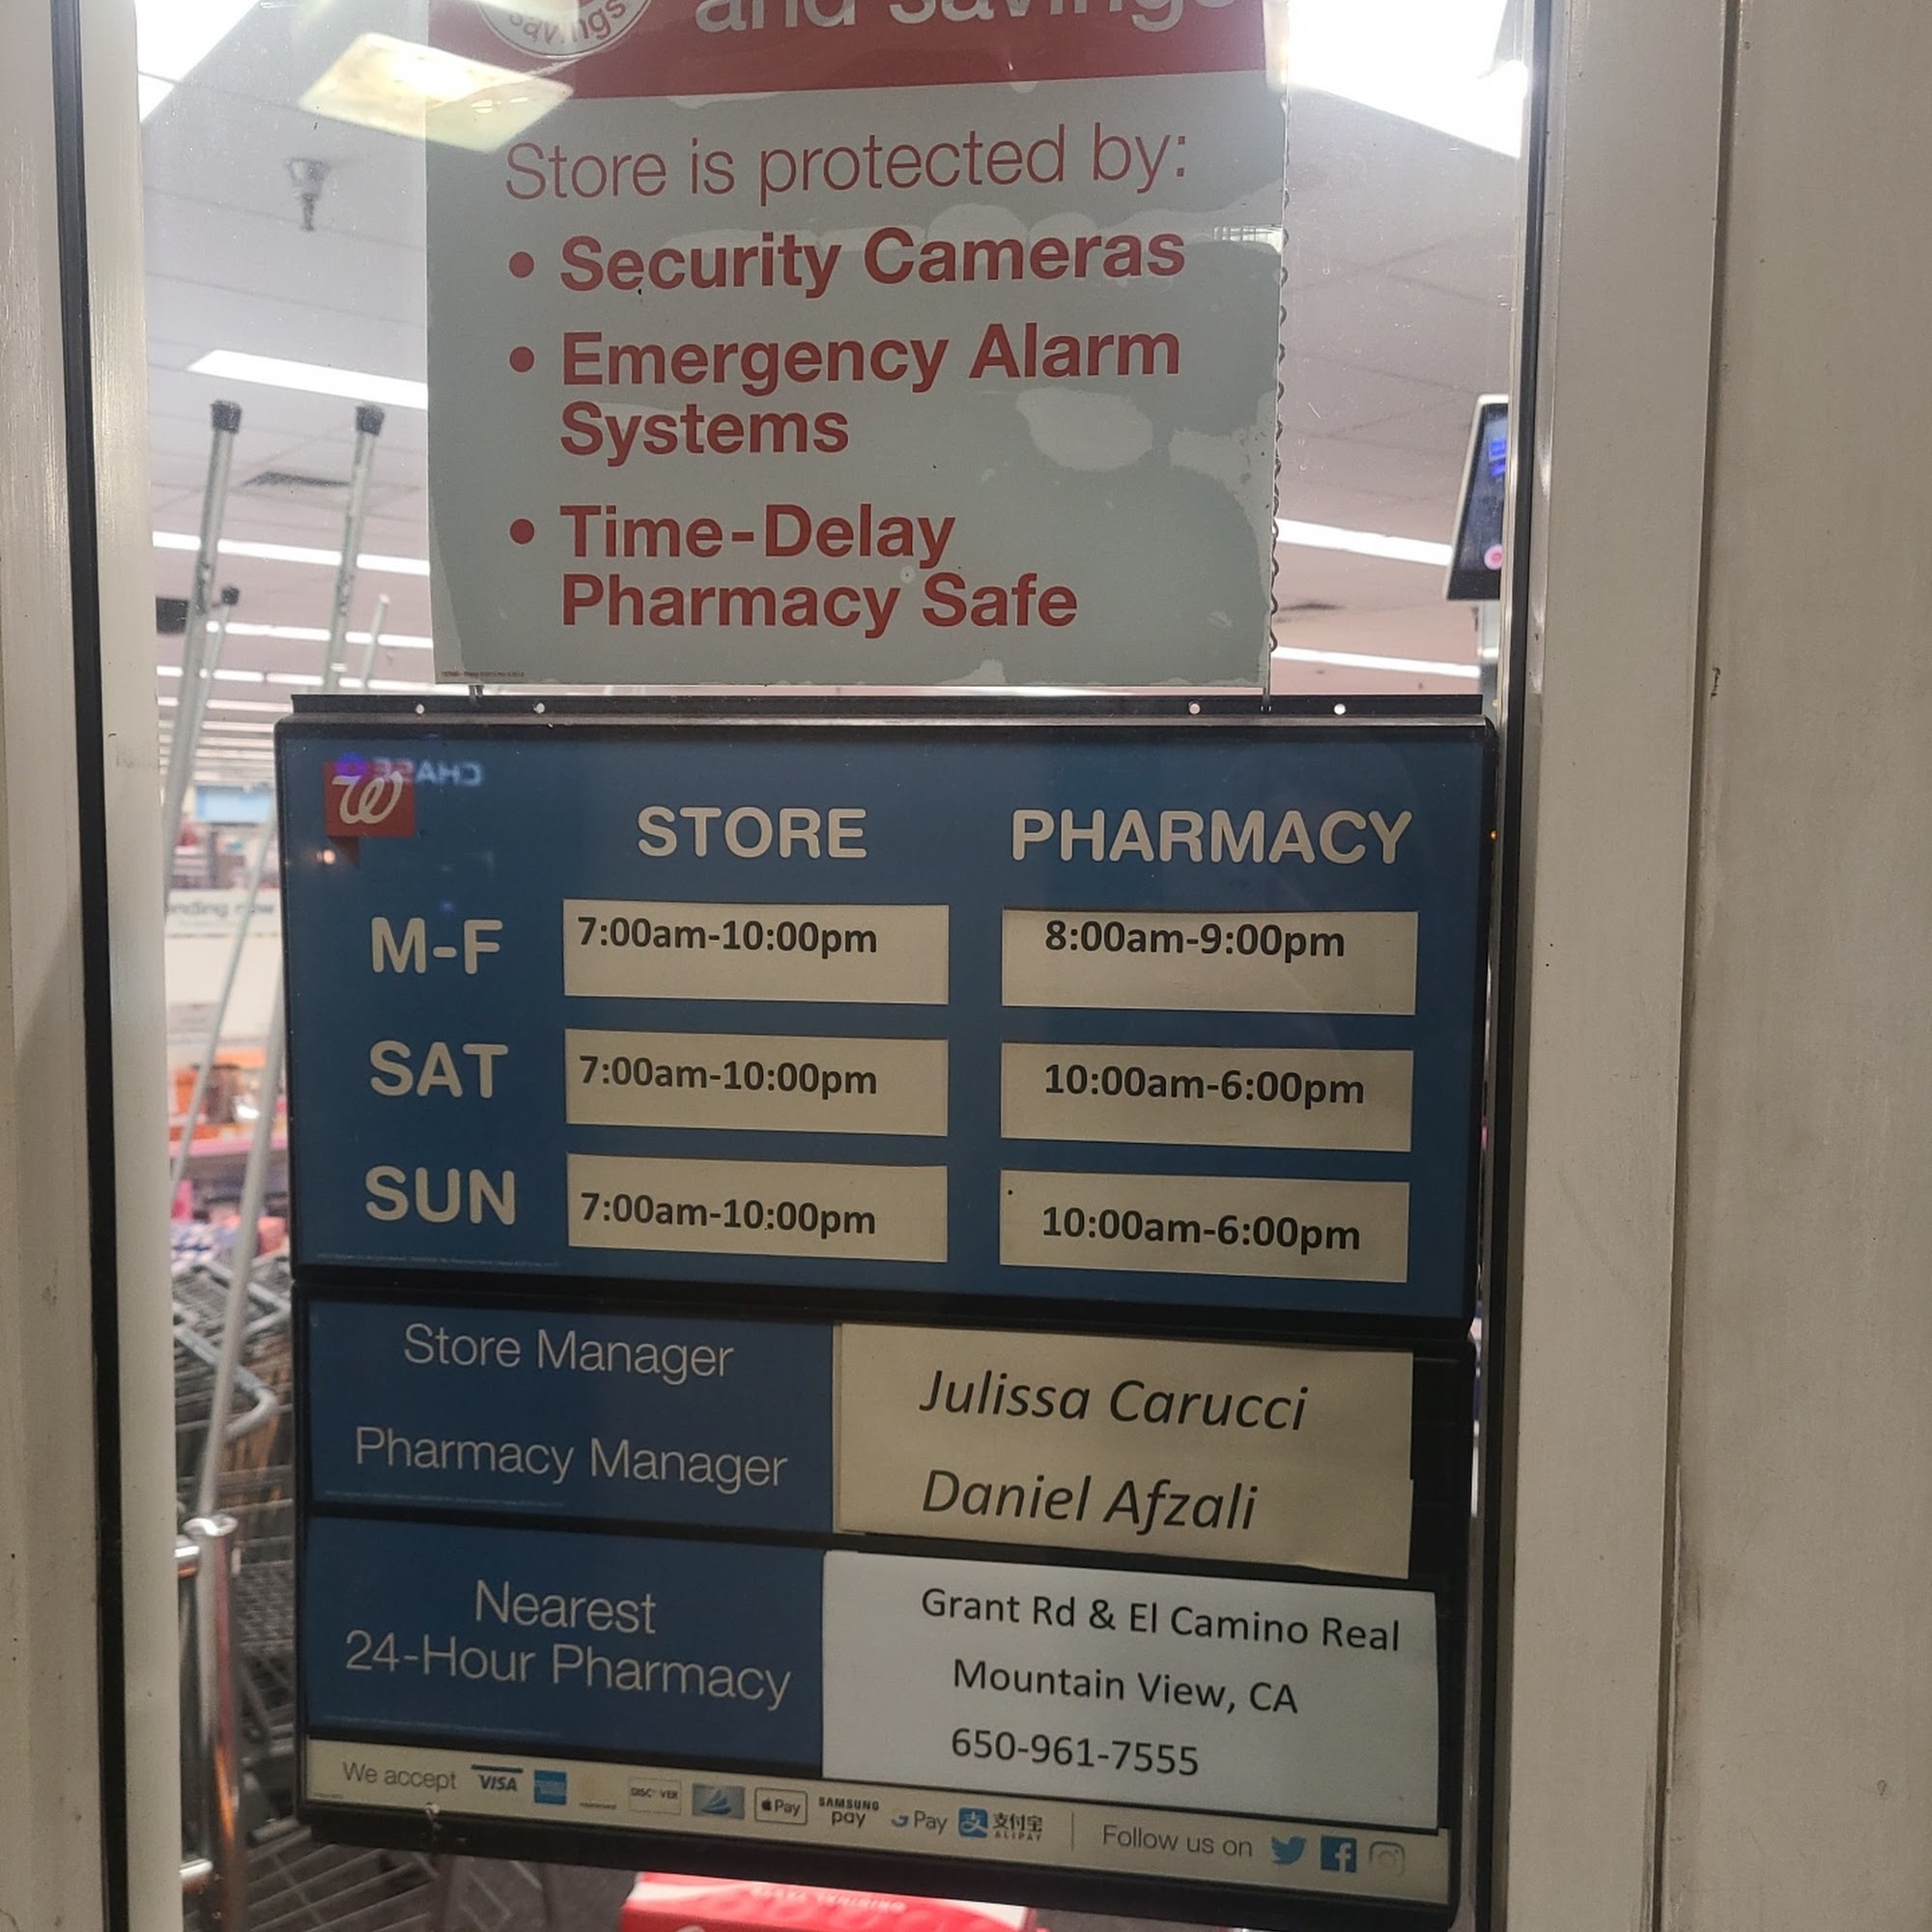 savings
and savings
Store is protected by:
• Security Cameras
• Emergency Alarm
Systems
• Time-Delay
Pharmacy Safe
CHASE
W
STORE PHARMACY
M-F 7:00am-10:00pm 8:00am-9:00pm
SAT 7:00am-10:00pm 10:00am-6:00pm
SUN 7:00am-10:00pm 10:00am-6:00pm
Store Manager Julissa Carucci
Pharmacy Manager Daniel Afzali
Nearest
24-Hour Pharmacy
Grant Rd & El Camino Real
Mountain View, CA
650-961-7555
We accept VISA DISCOVER Pay SAMSUNG pay G Pay 支付宝 ALIPAY Follow us on